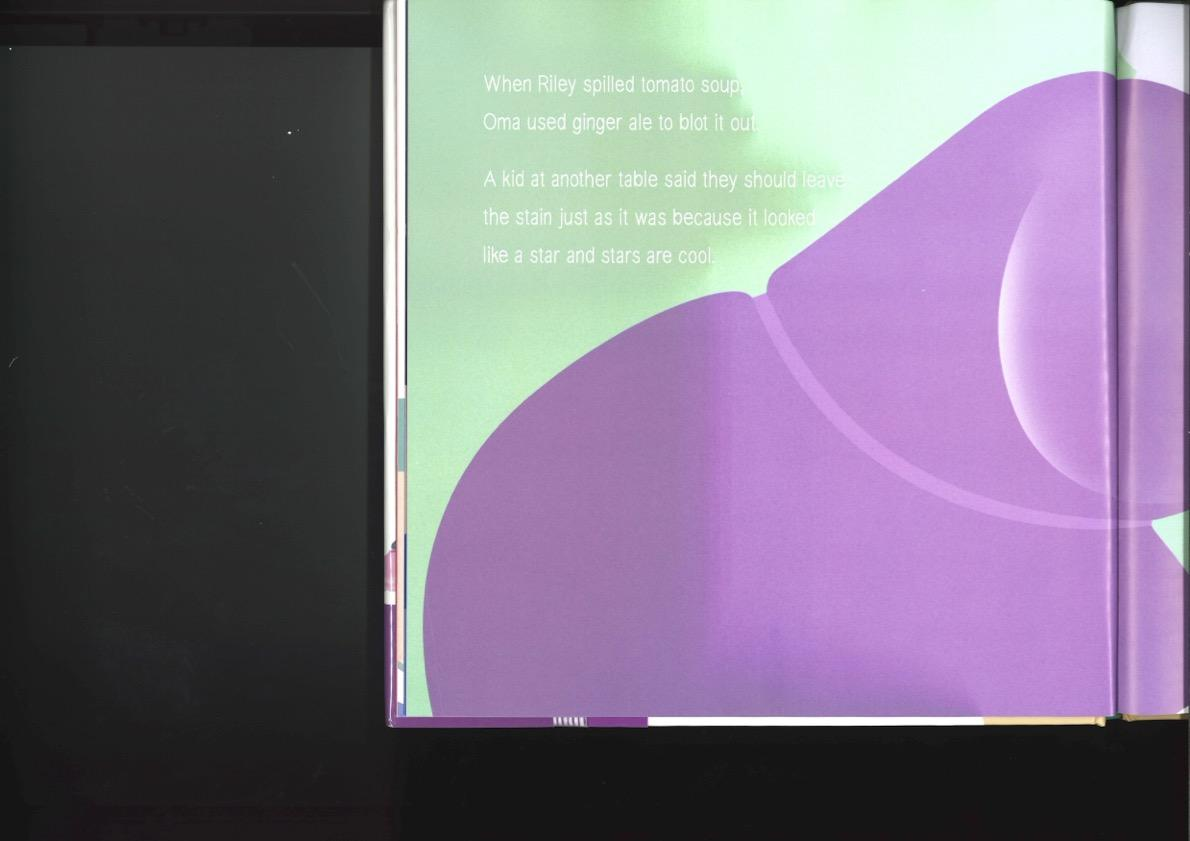 When Riley spilled tomato soup,
Oma used ginger ale to blot it out.
A kid at another table said they should leave
the stain just as it was because it looked
like a star and stars are cool.